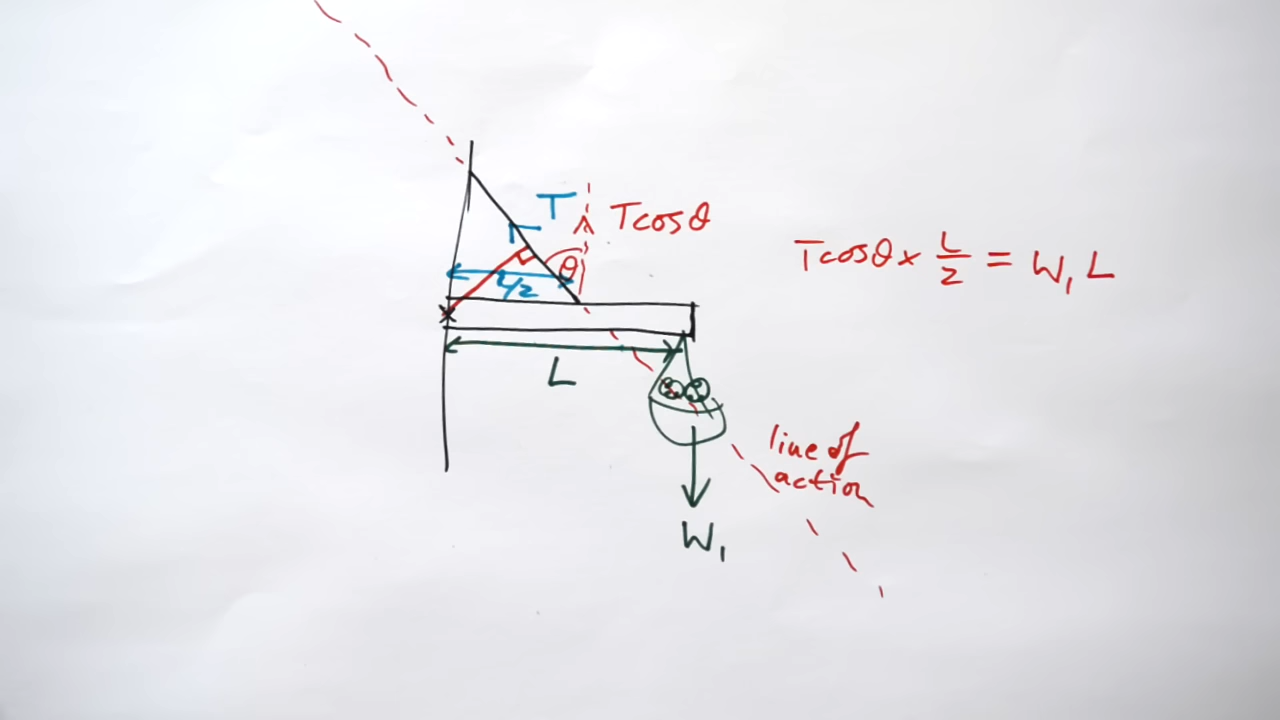 T
Tcosθ
θ
L/2
Tcosθ × L/2 = W₁ L
L
line of
action
W₁